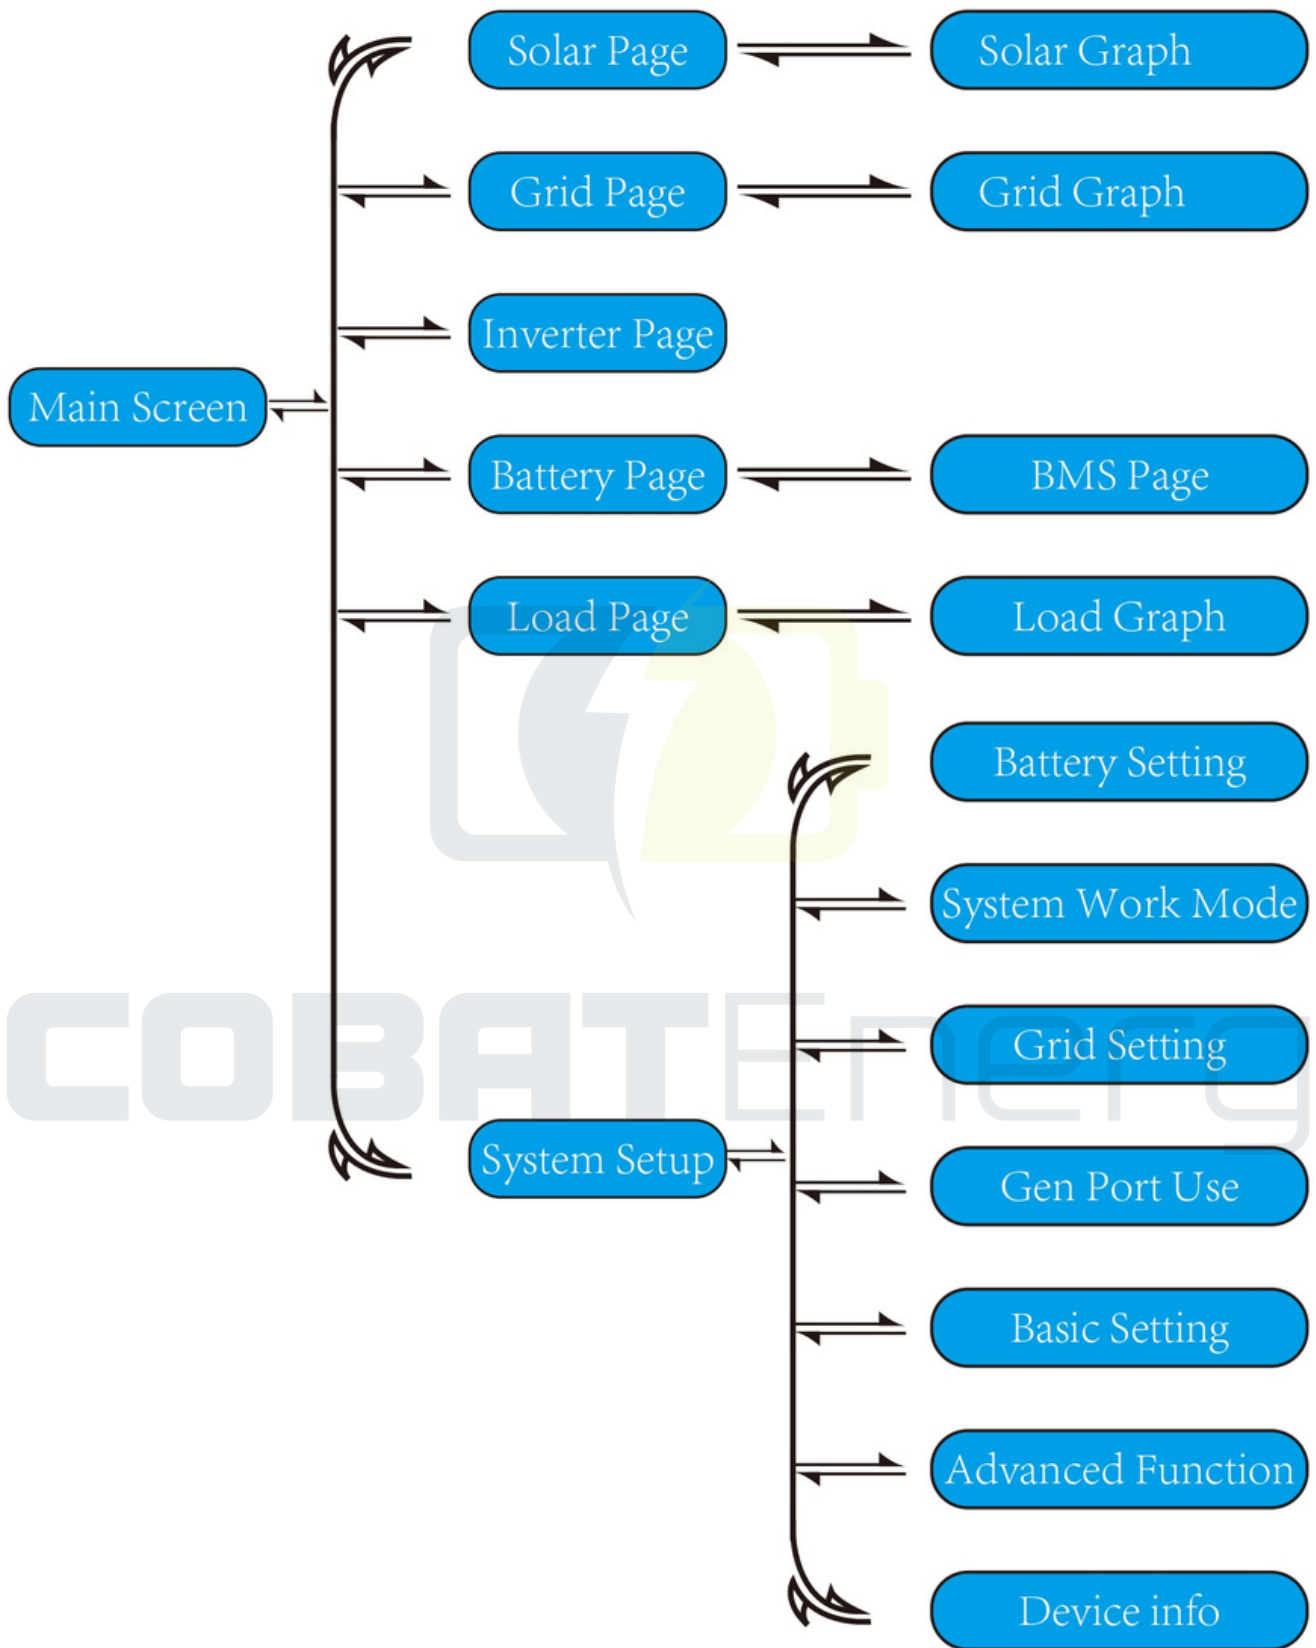 Solar Page
Solar Graph
Grid Page
Grid Graph
Inverter Page
Main Screen
Battery Page
BMS Page
Load Page
Load Graph
Battery Setting
System Work Mode
COBATEnerg
Grid Setting
System Setup
Gen Port Use
Basic Setting
Advanced Function
Device info